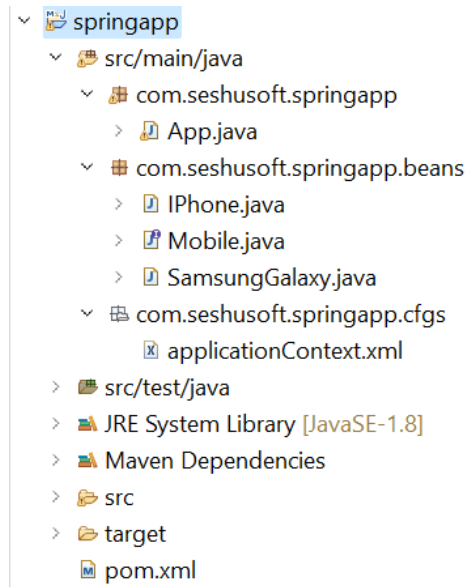 springapp
src/main/java
com.seshusoft.springapp
App.java
com.seshusoft.springapp.beans
IPhone.java
Mobile.java
SamsungGalaxy.java
com.seshusoft.springapp.cfgs
applicationContext.xml
src/test/java
JRE System Library [JavaSE-1.8]
Maven Dependencies
src
target
pom.xml